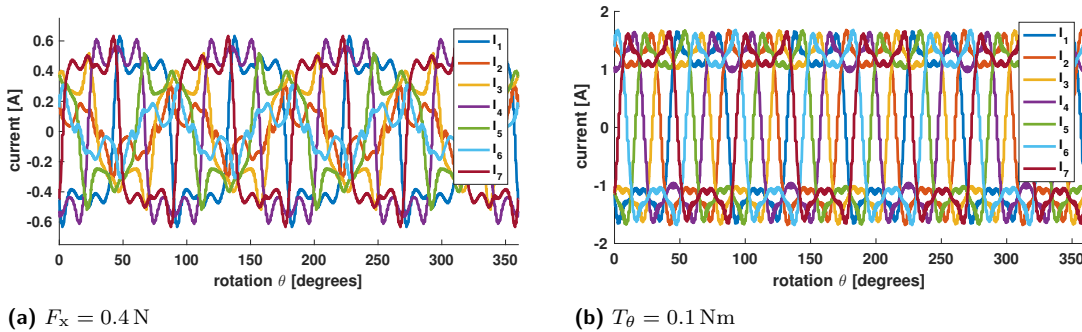 0.6
0.4
0.2
0
-0.2
-0.4
-0.6
current [A]
0 50 100 150 200 250 300 350
rotation θ [degrees]
I1
I2
I3
I4
I5
I6
I7
(a) Fx = 0.4 N
2
1
0
-1
-2
current [A]
0 50 100 150 200 250 300 350
rotation θ [degrees]
I1
I2
I3
I4
I5
I6
I7
(b) Tθ = 0.1 Nm